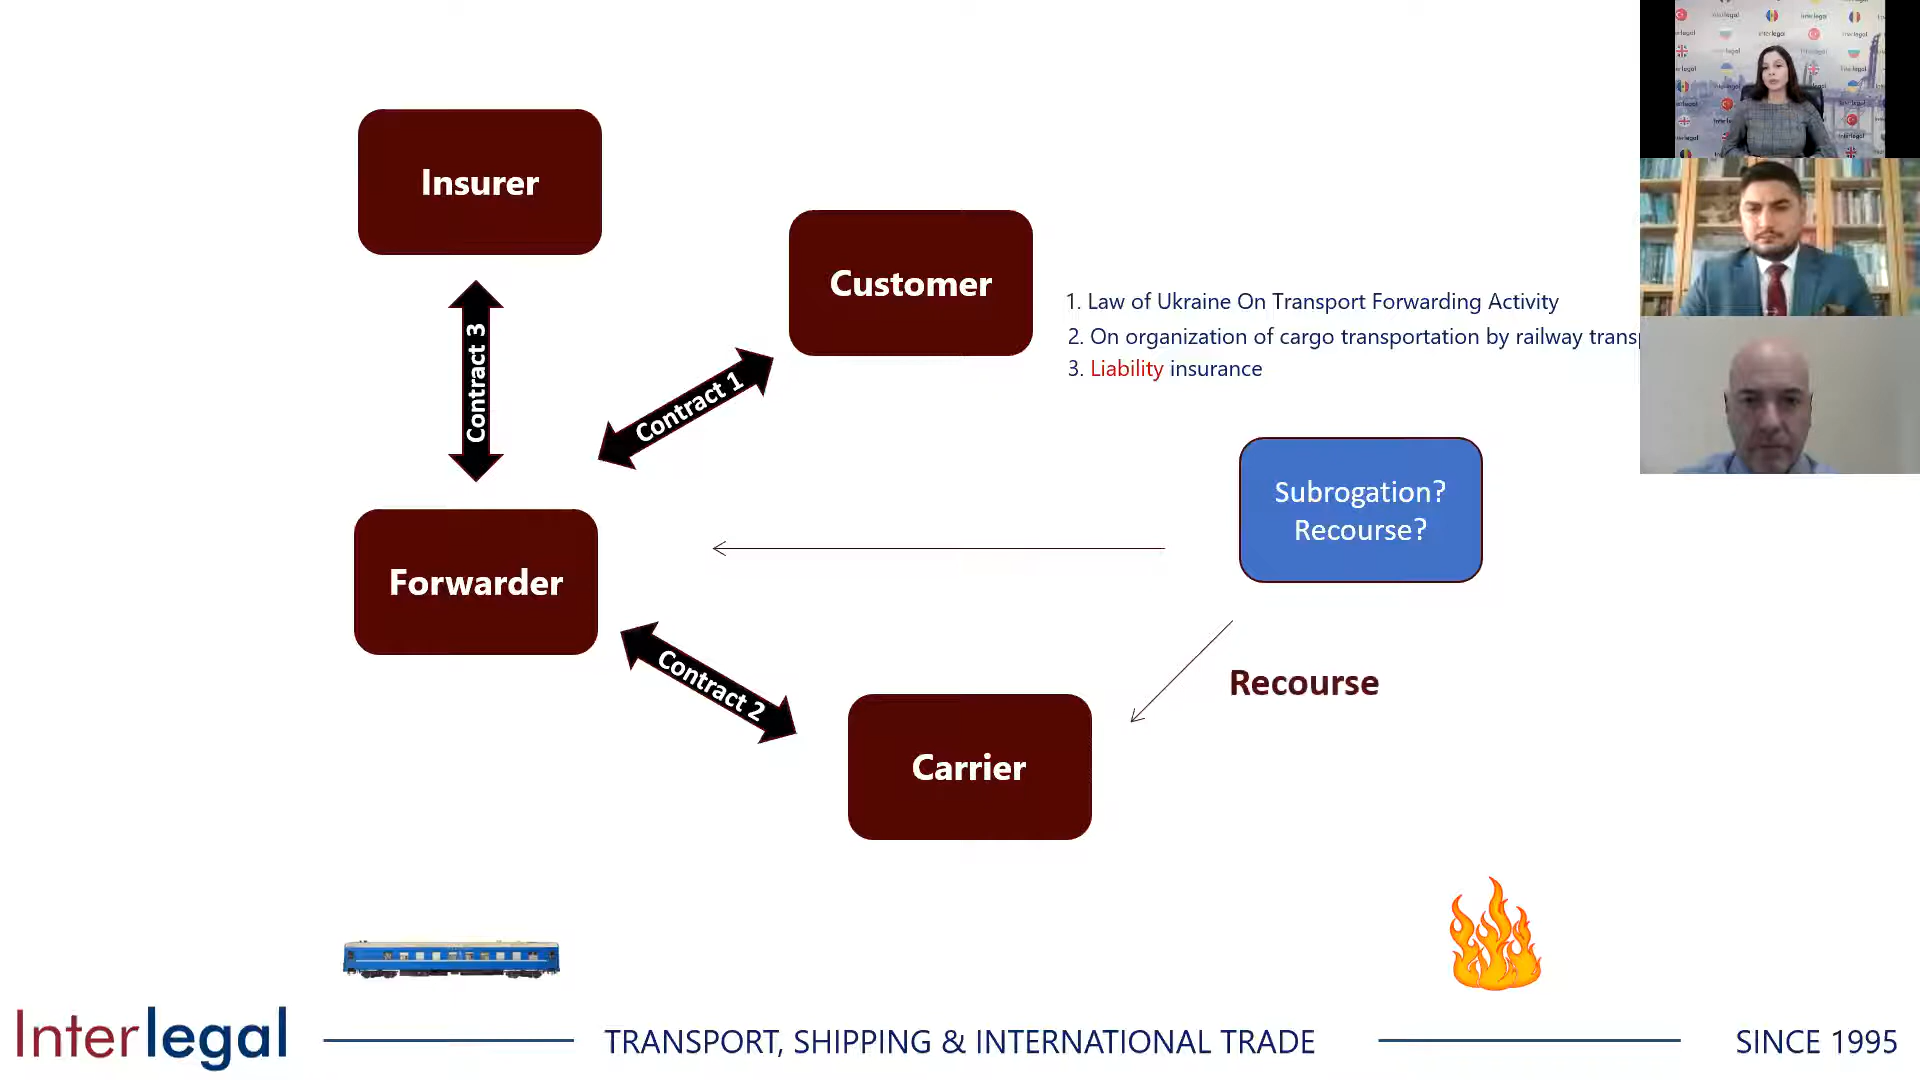 Insurer
Customer
1. Law of Ukraine On Transport Forwarding Activity
2. On organization of cargo transportation by railway transp
3. Liability insurance
Contract 3
Contract 1
Subrogation?
Recourse?
Forwarder
Contract 2
Recourse
Carrier
Interlegal
TRANSPORT, SHIPPING & INTERNATIONAL TRADE
SINCE 1995